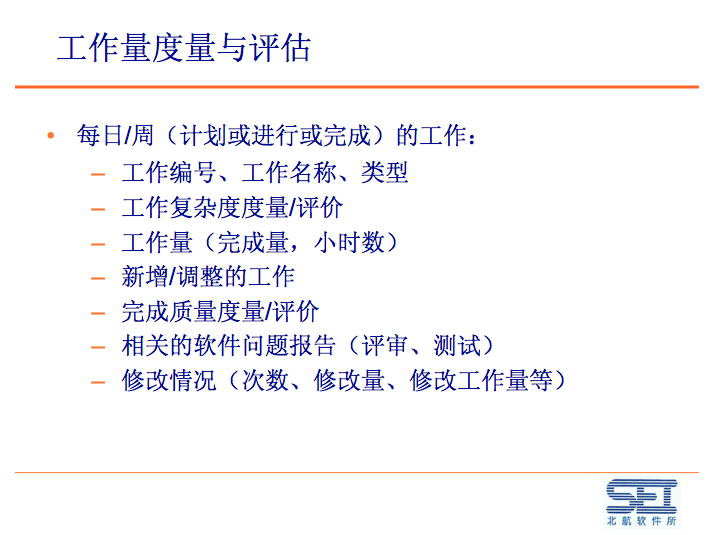 工作量度量与评估
• 每日/周（计划或进行或完成）的工作：
– 工作编号、工作名称、类型
– 工作复杂度度量/评价
– 工作量（完成量，小时数）
– 新增/调整的工作
– 完成质量度量/评价
– 相关的软件问题报告（评审、测试）
– 修改情况（次数、修改量、修改工作量等）
SEI
北航软件所